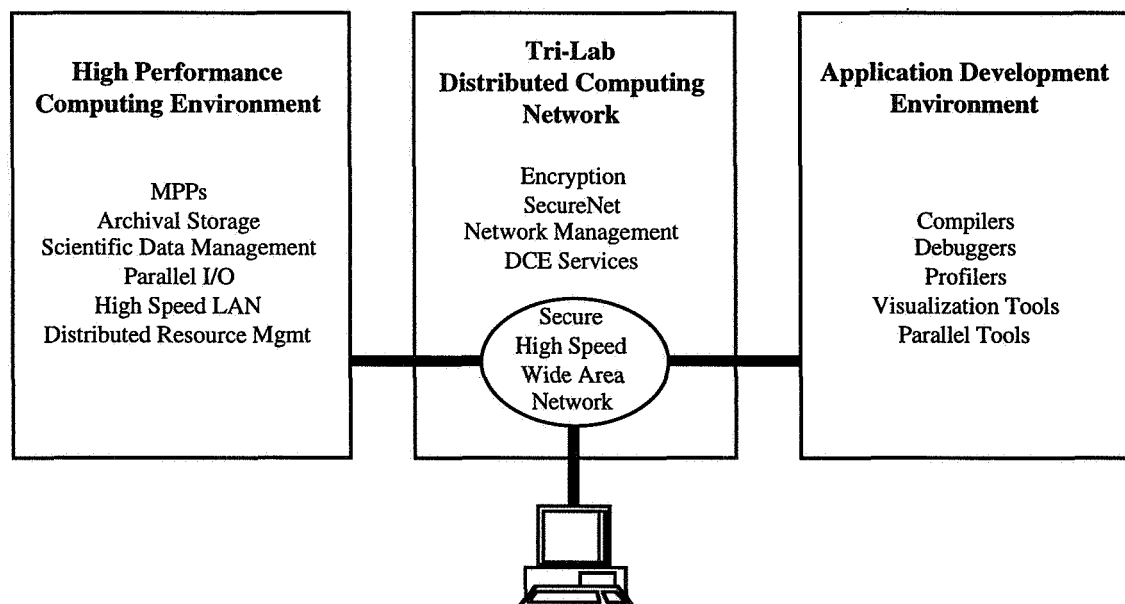 High Performance
Computing Environment
MPPs
Archival Storage
Scientific Data Management
Parallel I/O
High Speed LAN
Distributed Resource Mgmt
Tri-Lab
Distributed Computing
Network
Encryption
SecureNet
Network Management
DCE Services
Secure
High Speed
Wide Area
Network
Application Development
Environment
Compilers
Debuggers
Profilers
Visualization Tools
Parallel Tools